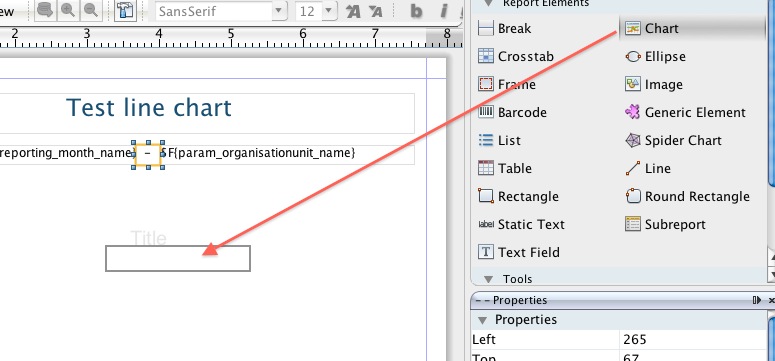 ew SansSerif 12 b i
Report Elements
Break Chart
2 3 4 5 6 7 8
Crosstab Ellipse
Frame Image
Test line chart
Barcode Generic Element
reporting_month_name} - $F{param_organisationunit_name}
List Spider Chart
Table Line
Rectangle Round Rectangle
label Static Text Subreport
Title
T Text Field
Tools
- - Properties
Properties
Left 265
Top 67